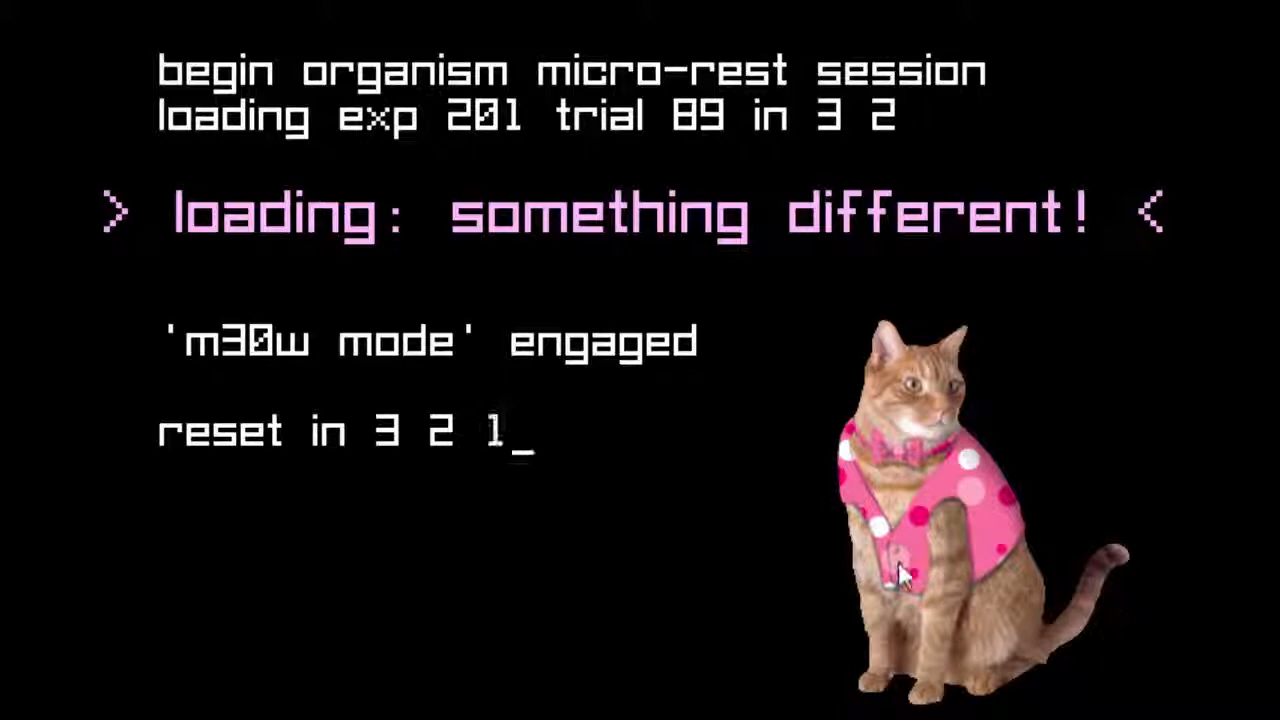 begin organism micro-rest session
loading exp 201 trial 89 in 3 2
> loading: something different! <
'm30w mode' engaged
reset in 3 2 1_